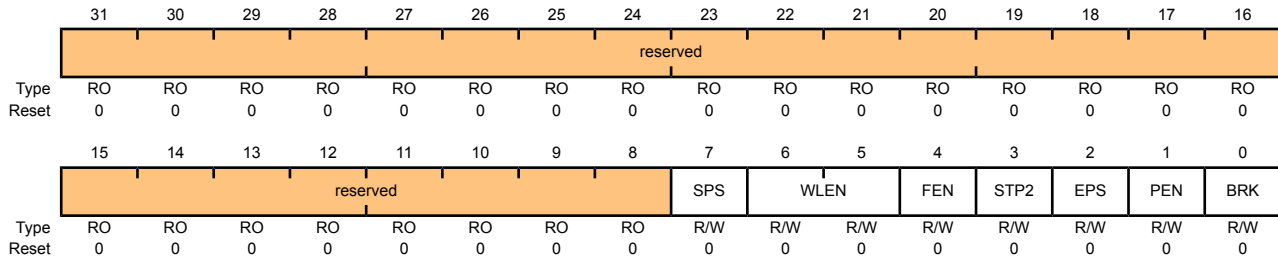 31 30 29 28 27 26 25 24 23 22 21 20 19 18 17 16
reserved
Type RO RO RO RO RO RO RO RO RO RO RO RO RO RO RO RO
Reset 0 0 0 0 0 0 0 0 0 0 0 0 0 0 0 0
15 14 13 12 11 10 9 8 7 6 5 4 3 2 1 0
reserved SPS WLEN FEN STP2 EPS PEN BRK
Type RO RO RO RO RO RO RO RO R/W R/W R/W R/W R/W R/W R/W R/W
Reset 0 0 0 0 0 0 0 0 0 0 0 0 0 0 0 0